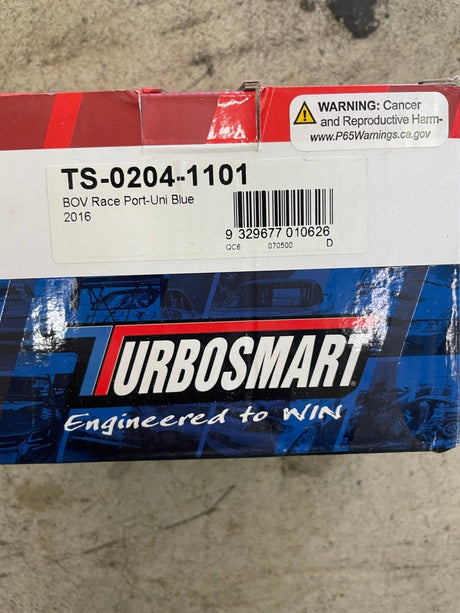 WARNING: Cancer
and Reproductive Harm-
www.P65Warnings.ca.gov
TS-0204-1101
BOV Race Port-Uni Blue
2016
9 329677 010626
QC6 070500 D
TURBOSMART
Engineered to WIN